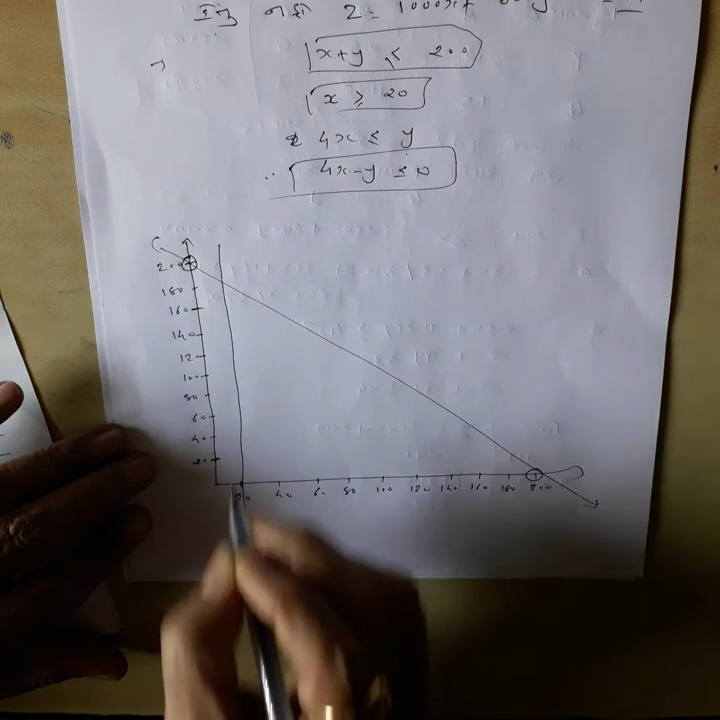 Z = 1000x +
x + y ≤ 200
x ≥ 20
4x ≤ y
∴ 4x - y ≤ 0
200
180
160
140
120
100
80
60
40
20
20 40 60 80 100 120 140 160 180 200